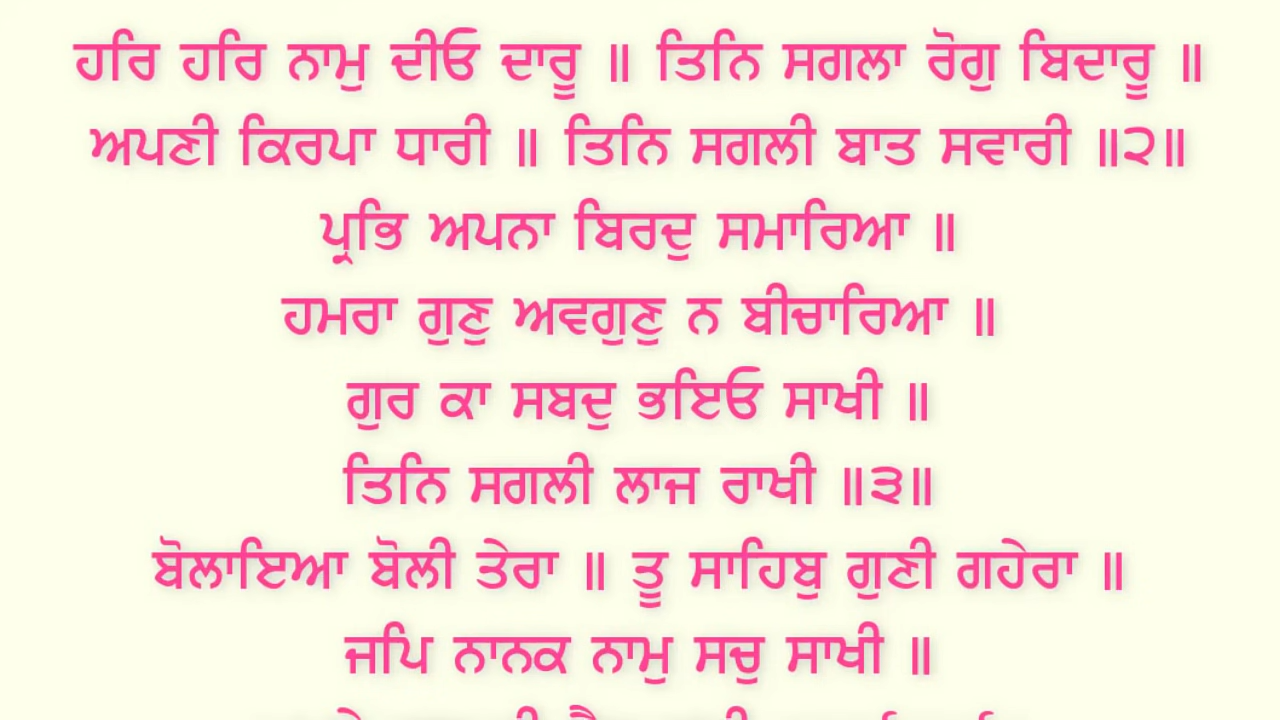 ਹਰਿ ਹਰਿ ਨਾਮੁ ਦੀਓ ਦਾਰੂ ॥ ਤਿਨਿ ਸਗਲਾ ਰੋਗੁ ਬਿਦਾਰੂ ॥
ਅਪਣੀ ਕਿਰਪਾ ਧਾਰੀ ॥ ਤਿਨਿ ਸਗਲੀ ਬਾਤ ਸਵਾਰੀ ॥੨॥
ਪ੍ਰਭਿ ਅਪਨਾ ਬਿਰਦੁ ਸਮਾਰਿਆ ॥
ਹਮਰਾ ਗੁਣੁ ਅਵਗੁਣੁ ਨ ਬੀਚਾਰਿਆ ॥
ਗੁਰ ਕਾ ਸਬਦੁ ਭਇਓ ਸਾਖੀ ॥
ਤਿਨਿ ਸਗਲੀ ਲਾਜ ਰਾਖੀ ॥੩॥
ਬੋਲਾਇਆ ਬੋਲੀ ਤੇਰਾ ॥ ਤੂ ਸਾਹਿਬੁ ਗੁਣੀ ਗਹੇਰਾ ॥
ਜਪਿ ਨਾਨਕ ਨਾਮੁ ਸਚੁ ਸਾਖੀ ॥